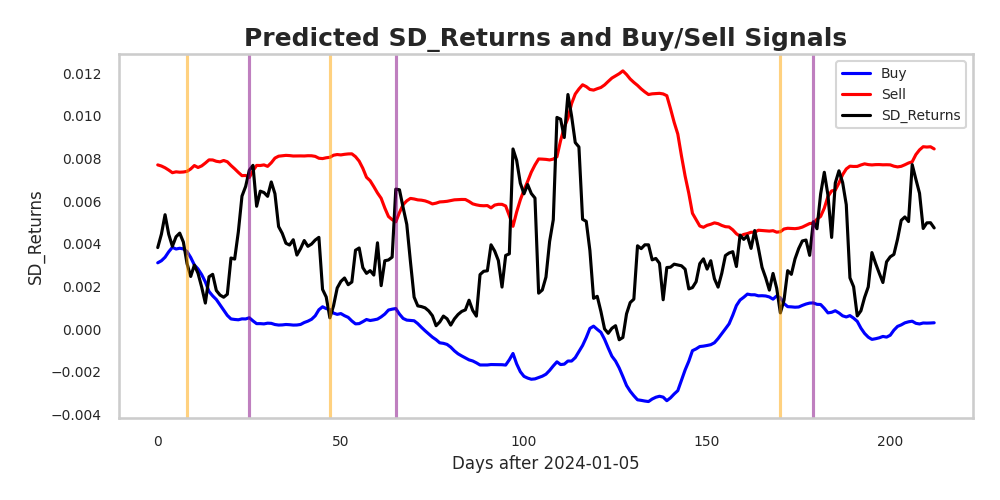 Predicted SD_Returns and Buy/Sell Signals
SD_Returns
0.012
0.010
0.008
0.006
0.004
0.002
0.000
−0.002
−0.004
Buy
Sell
SD_Returns
0
50
100
150
200
Days after 2024-01-05